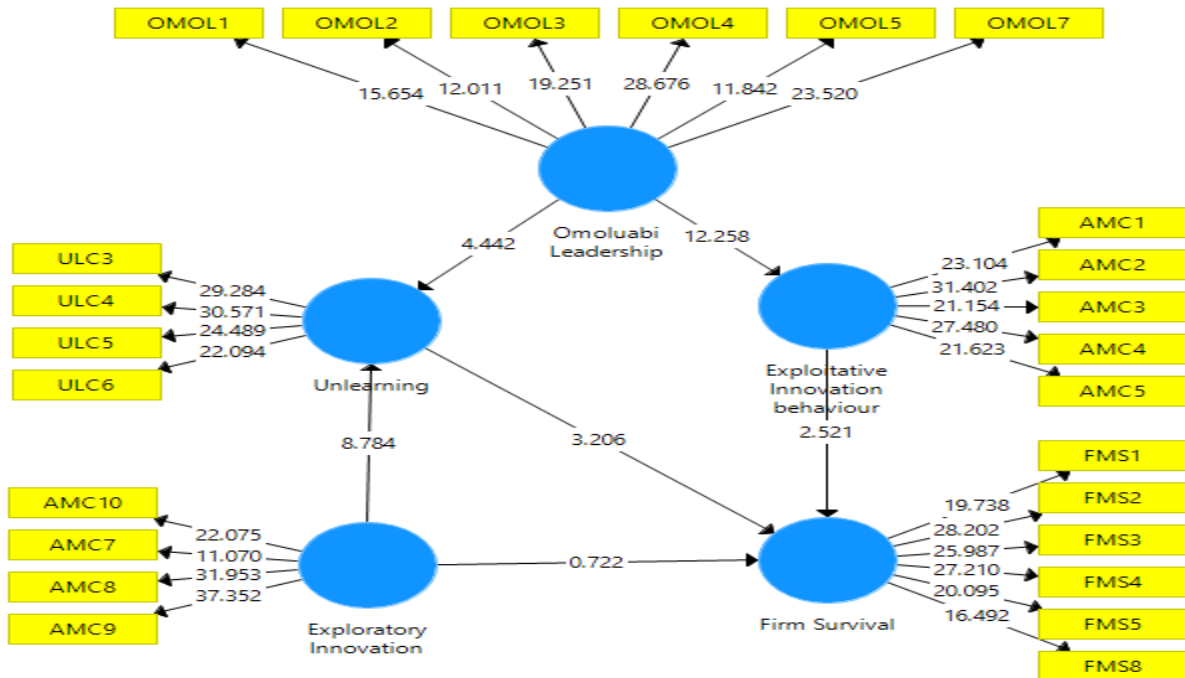 OMOL1 OMOL2 OMOL3 OMOL4 OMOL5 OMOL7
15.654 12.011 19.251 28.676 11.842 23.520
Omoluabi
Leadership
4.442 12.258
ULC3
ULC4
ULC5
ULC6
29.284
30.571
24.489
22.094
Unlearning
AMC1
AMC2
AMC3
AMC4
AMC5
23.104
31.402
21.154
27.480
21.623
Exploitative
Innovation
behaviour
8.784
3.206
2.521
0.722
AMC10
AMC7
AMC8
AMC9
22.075
11.070
31.953
37.352
Exploratory
Innovation
FMS1
FMS2
FMS3
FMS4
FMS5
FMS8
19.738
28.202
25.987
27.210
20.095
16.492
Firm Survival